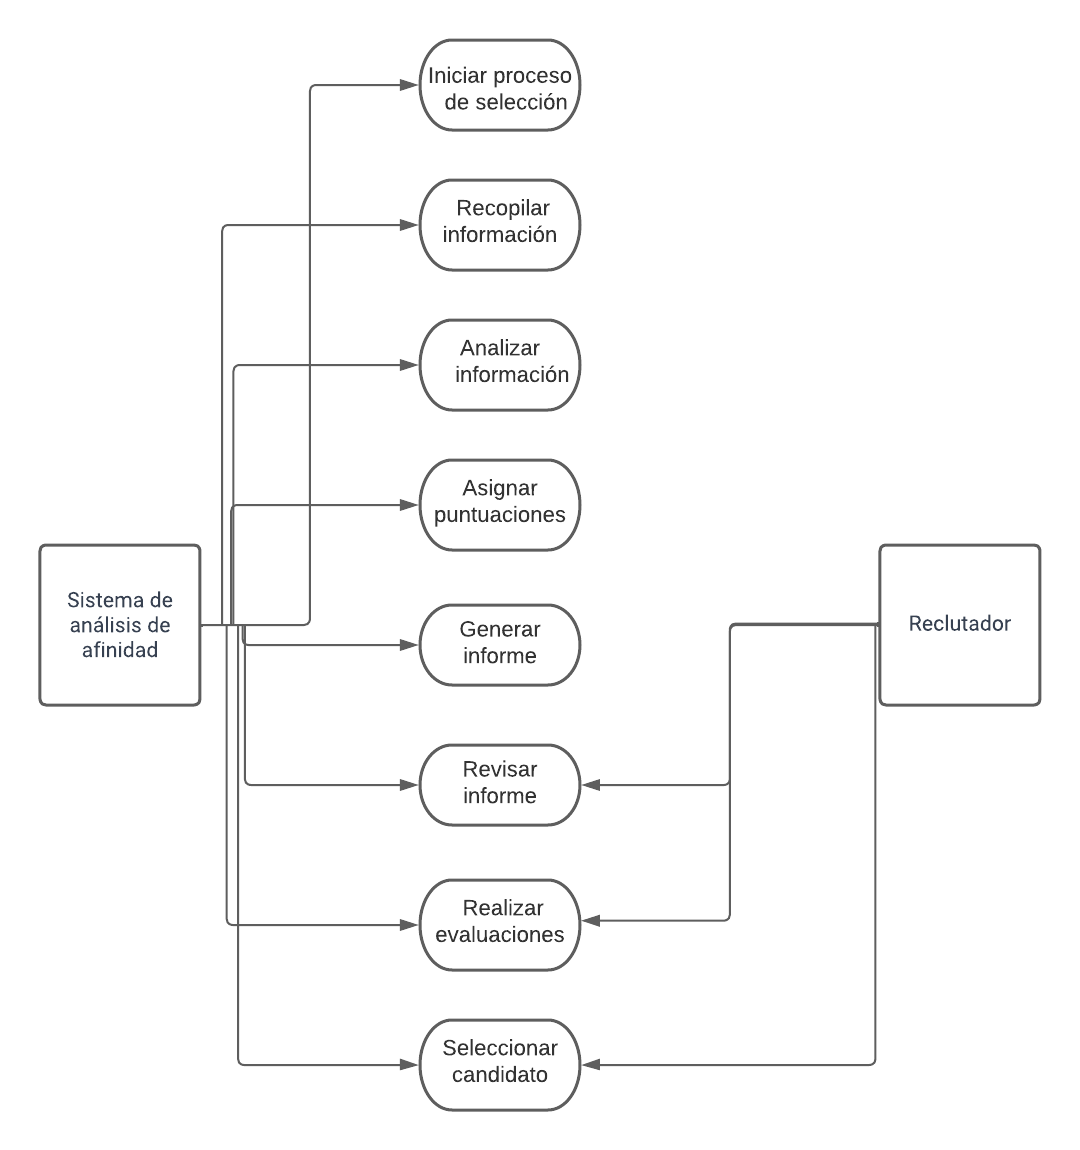 Iniciar proceso
de selección
Recopilar
información
Analizar
información
Asignar
puntuaciones
Sistema de
análisis de
afinidad
Generar
informe
Reclutador
Revisar
informe
Realizar
evaluaciones
Seleccionar
candidato